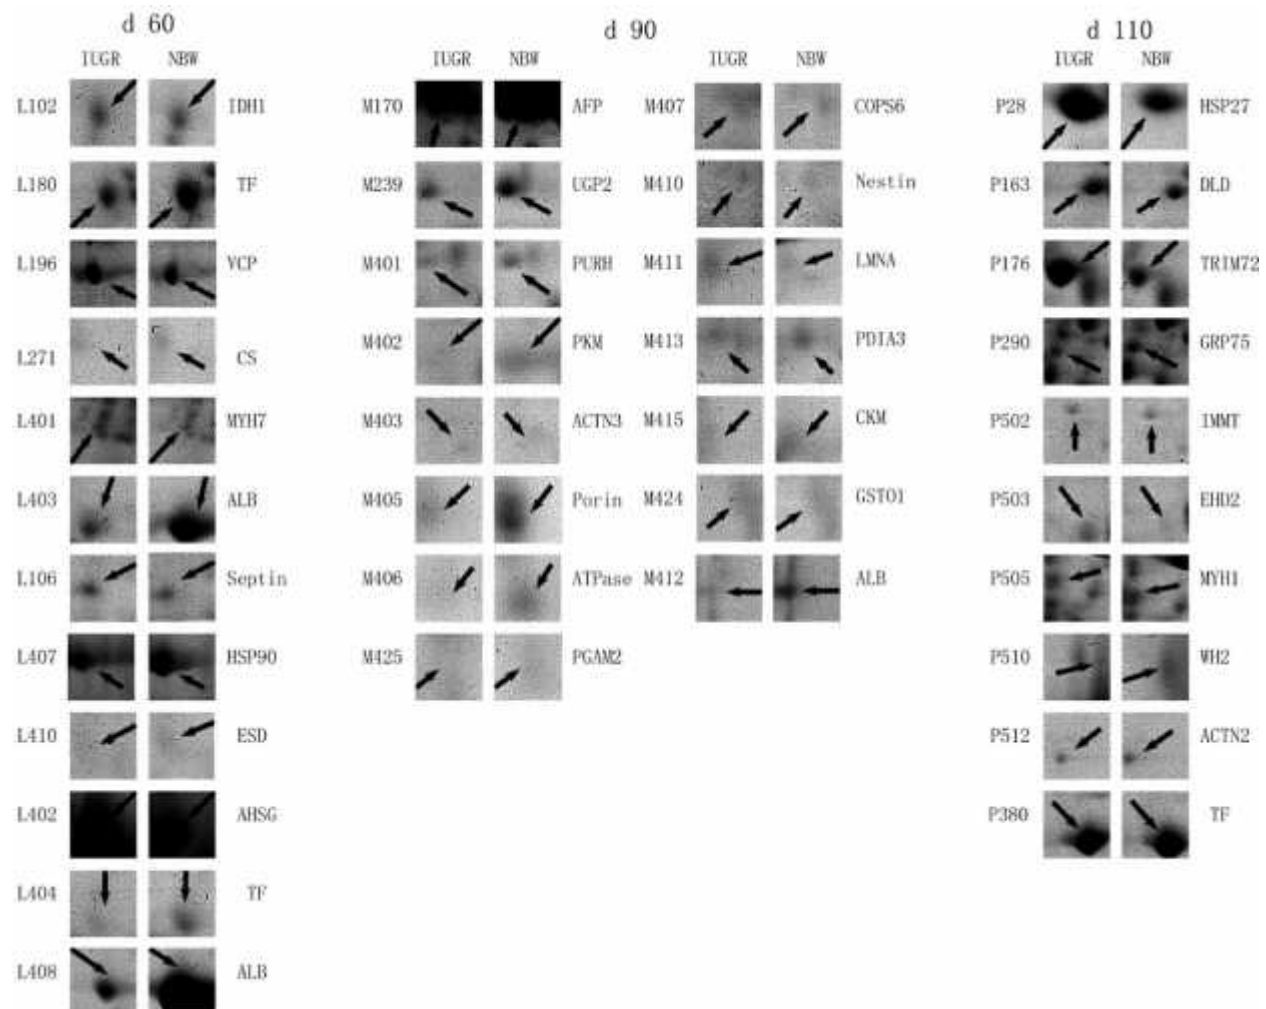 d 60
IUGR NBW
L102 IDH1
L180 TF
L196 VCP
L271 CS
L401 MYH7
L403 ALB
L106 Septin
L407 HSP90
L410 ESD
L402 AHSG
L404 TF
L408 ALB
d 90
IUGR NBW
M170 AFP
M239 UGP2
M401 PURH
M402 PKM
M403 ACTN3
M405 Porin
M406 ATPase
M425 PGAM2
IUGR NBW
M407 COPS6
M410 Nestin
M411 LMNA
M413 PDIA3
M415 CKM
M424 GSTO1
M412 ALB
d 110
IUGR NBW
P28 HSP27
P163 DLD
P176 TRIM72
P290 GRP75
P502 IMMT
P503 EHD2
P505 MYH1
P510 WH2
P512 ACTN2
P380 TF